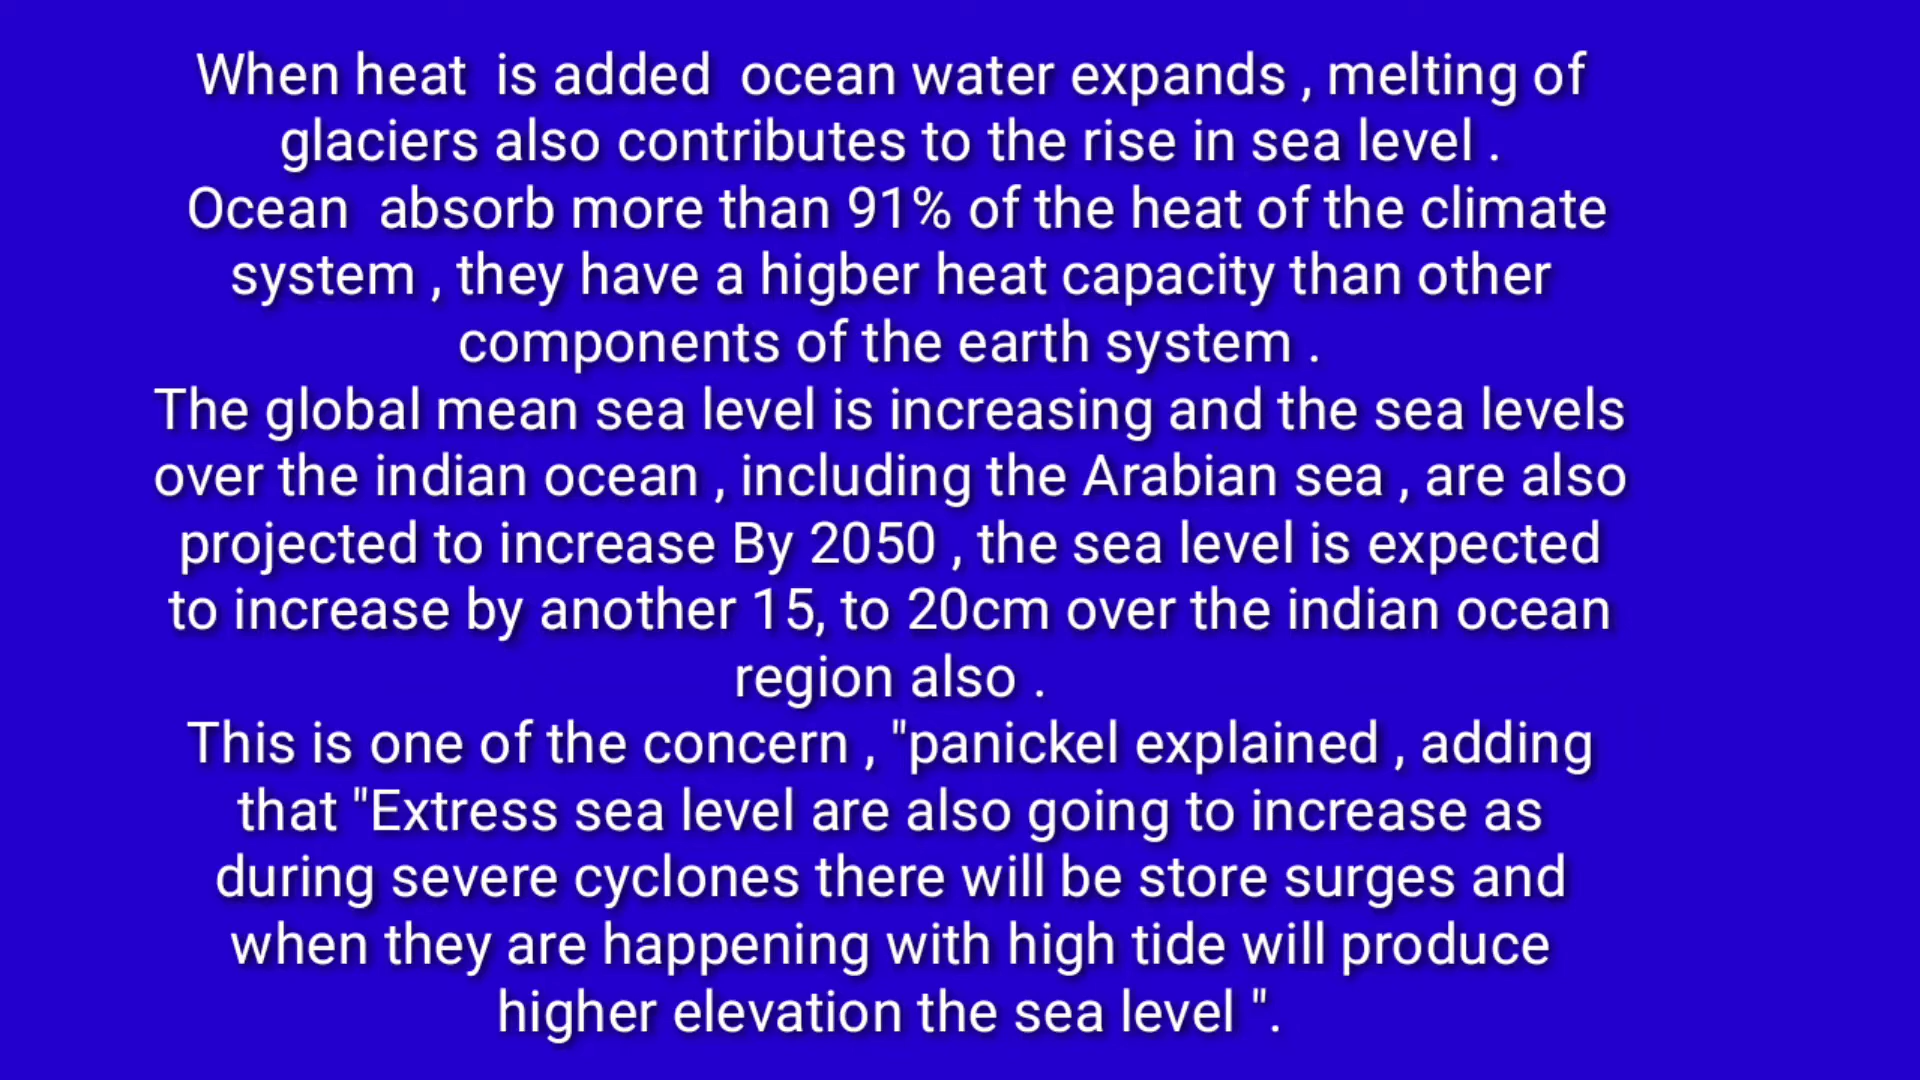 When heat  is added  ocean water expands , melting of
glaciers also contributes to the rise in sea level .
Ocean  absorb more than 91% of the heat of the climate
system , they have a higber heat capacity than other
components of the earth system .
The global mean sea level is increasing and the sea levels
over the indian ocean , including the Arabian sea , are also
projected to increase By 2050 , the sea level is expected
to increase by another 15, to 20cm over the indian ocean
region also .
This is one of the concern , "panickel explained , adding
that "Extress sea level are also going to increase as
during severe cyclones there will be store surges and
when they are happening with high tide will produce
higher elevation the sea level ".